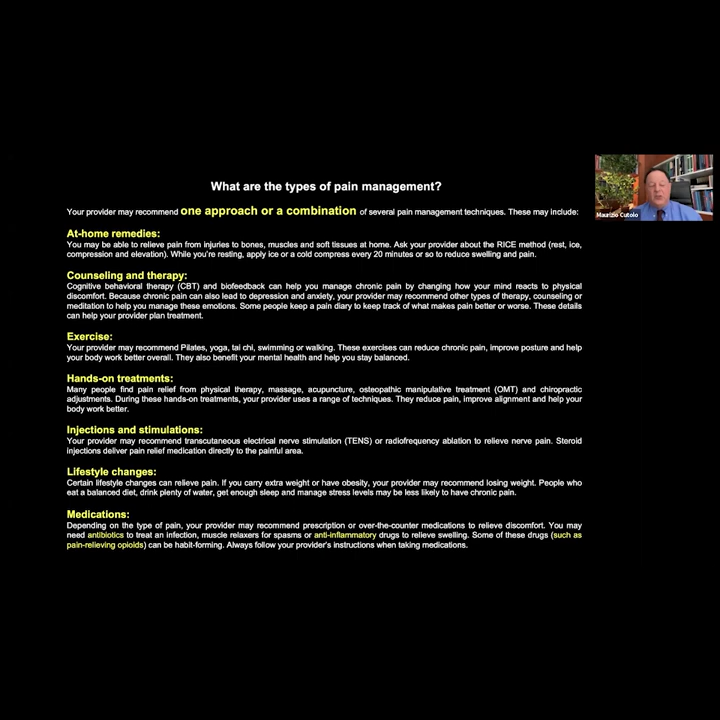 What are the types of pain management?
Your provider may recommend one approach or a combination of several pain management techniques. These may include:
At-home remedies:
You may be able to relieve pain from injuries to bones, muscles and soft tissues at home. Ask your provider about the RICE method (rest, ice,
compression and elevation). While you're resting, apply ice or a cold compress every 20 minutes or so to reduce swelling and pain.
Counseling and therapy:
Cognitive behavioral therapy (CBT) and biofeedback can help you manage chronic pain by changing how your mind reacts to physical
discomfort. Because chronic pain can also lead to depression and anxiety, your provider may recommend other types of therapy, counseling or
meditation to help you manage these emotions. Some people keep a pain diary to keep track of what makes pain better or worse. These details
can help your provider plan treatment.
Exercise:
Your provider may recommend Pilates, yoga, tai chi, swimming or walking. These exercises can reduce chronic pain, improve posture and help
your body work better overall. They also benefit your mental health and help you stay balanced.
Hands-on treatments:
Many people find pain relief from physical therapy, massage, acupuncture, osteopathic manipulative treatment (OMT) and chiropractic
adjustments. During these hands-on treatments, your provider uses a range of techniques. They reduce pain, improve alignment and help your
body work better.
Injections and stimulations:
Your provider may recommend transcutaneous electrical nerve stimulation (TENS) or radiofrequency ablation to relieve nerve pain. Steroid
injections deliver pain relief medication directly to the painful area.
Lifestyle changes:
Certain lifestyle changes can relieve pain. If you carry extra weight or have obesity, your provider may recommend losing weight. People who
eat a balanced diet, drink plenty of water, get enough sleep and manage stress levels may be less likely to have chronic pain.
Medications:
Depending on the type of pain, your provider may recommend prescription or over-the-counter medications to relieve discomfort. You may
need antibiotics to treat an infection, muscle relaxers for spasms or anti-inflammatory drugs to relieve swelling. Some of these drugs (such as
pain-relieving opioids) can be habit-forming. Always follow your provider's instructions when taking medications.
Maurizio Cutolo